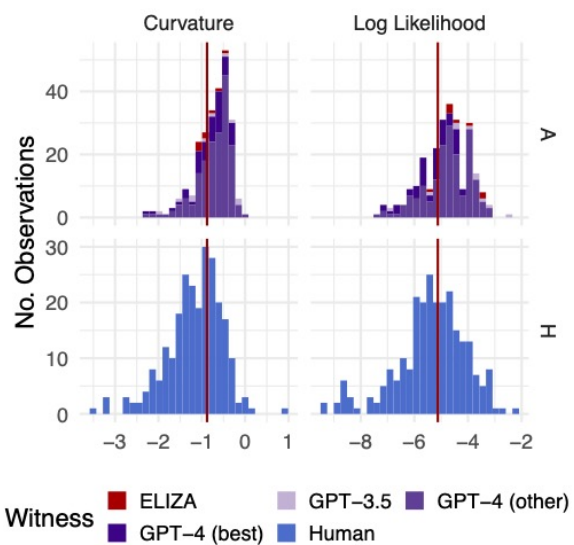 Curvature Log Likelihood
No. Observations
40
20
0
A
30
20
10
0
H
−3 −2 −1 0 1 −8 −6 −4 −2
Witness
ELIZA GPT−3.5 GPT−4 (other)
GPT−4 (best) Human